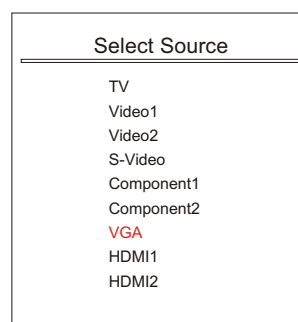 Select Source
TV
Video1
Video2
S-Video
Component1
Component2
VGA
HDMI1
HDMI2